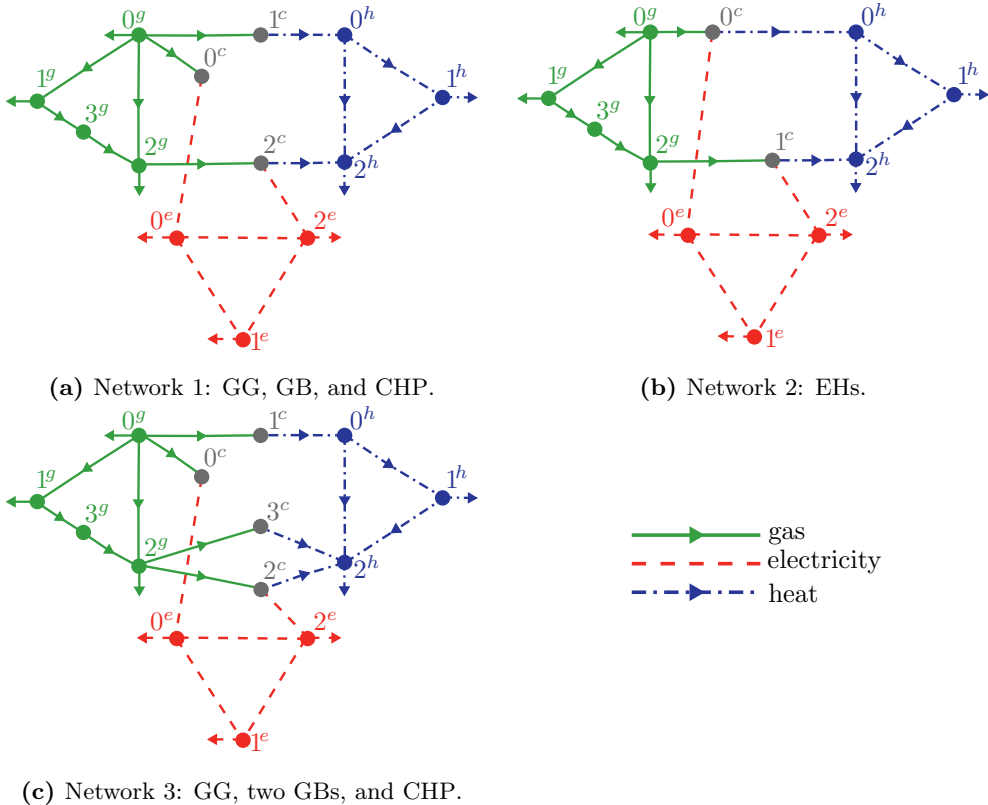 0^g 1^c 0^h
0^c
1^g 1^h
3^g
2^g 2^c 2^h
0^e 2^e
1^e
(a) Network 1: GG, GB, and CHP.
0^g 0^c 0^h
1^g 1^h
3^g
2^g 1^c 2^h
0^e 2^e
1^e
(b) Network 2: EHs.
0^g 1^c 0^h
0^c
1^g 1^h
3^g 3^c
2^g 2^c 2^h
0^e 2^e
1^e
(c) Network 3: GG, two GBs, and CHP.
gas
electricity
heat